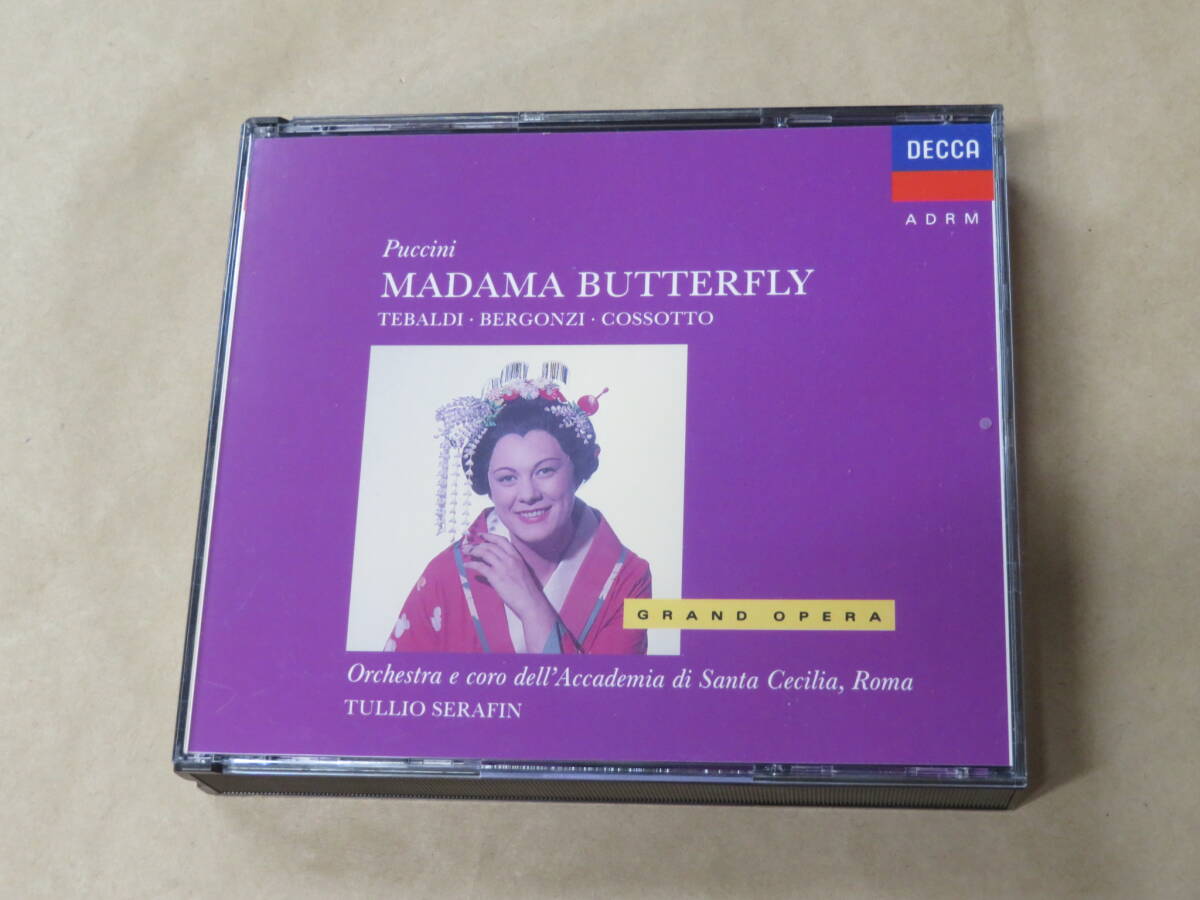 DECCA
ADRM
Puccini
MADAMA BUTTERFLY
TEBALDI · BERGONZI · COSSOTTO
GRAND OPERA
Orchestra e coro dell'Accademia di Santa Cecilia, Roma
TULLIO SERAFIN